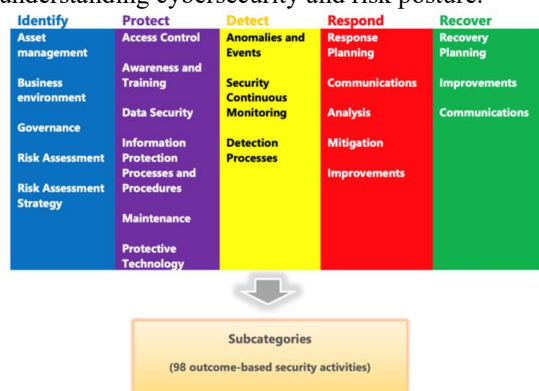 understanding cybersecurity and risk posture.
Identify
Asset
management
Business
environment
Governance
Risk Assessment
Risk Assessment
Strategy
Protect
Access Control
Awareness and
Training
Data Security
Information
Protection
Processes and
Procedures
Maintenance
Protective
Technology
Detect
Anomalies and
Events
Security
Continuous
Monitoring
Detection
Processes
Respond
Response
Planning
Communications
Analysis
Mitigation
Improvements
Recover
Recovery
Planning
Improvements
Communications
Subcategories
(98 outcome-based security activities)